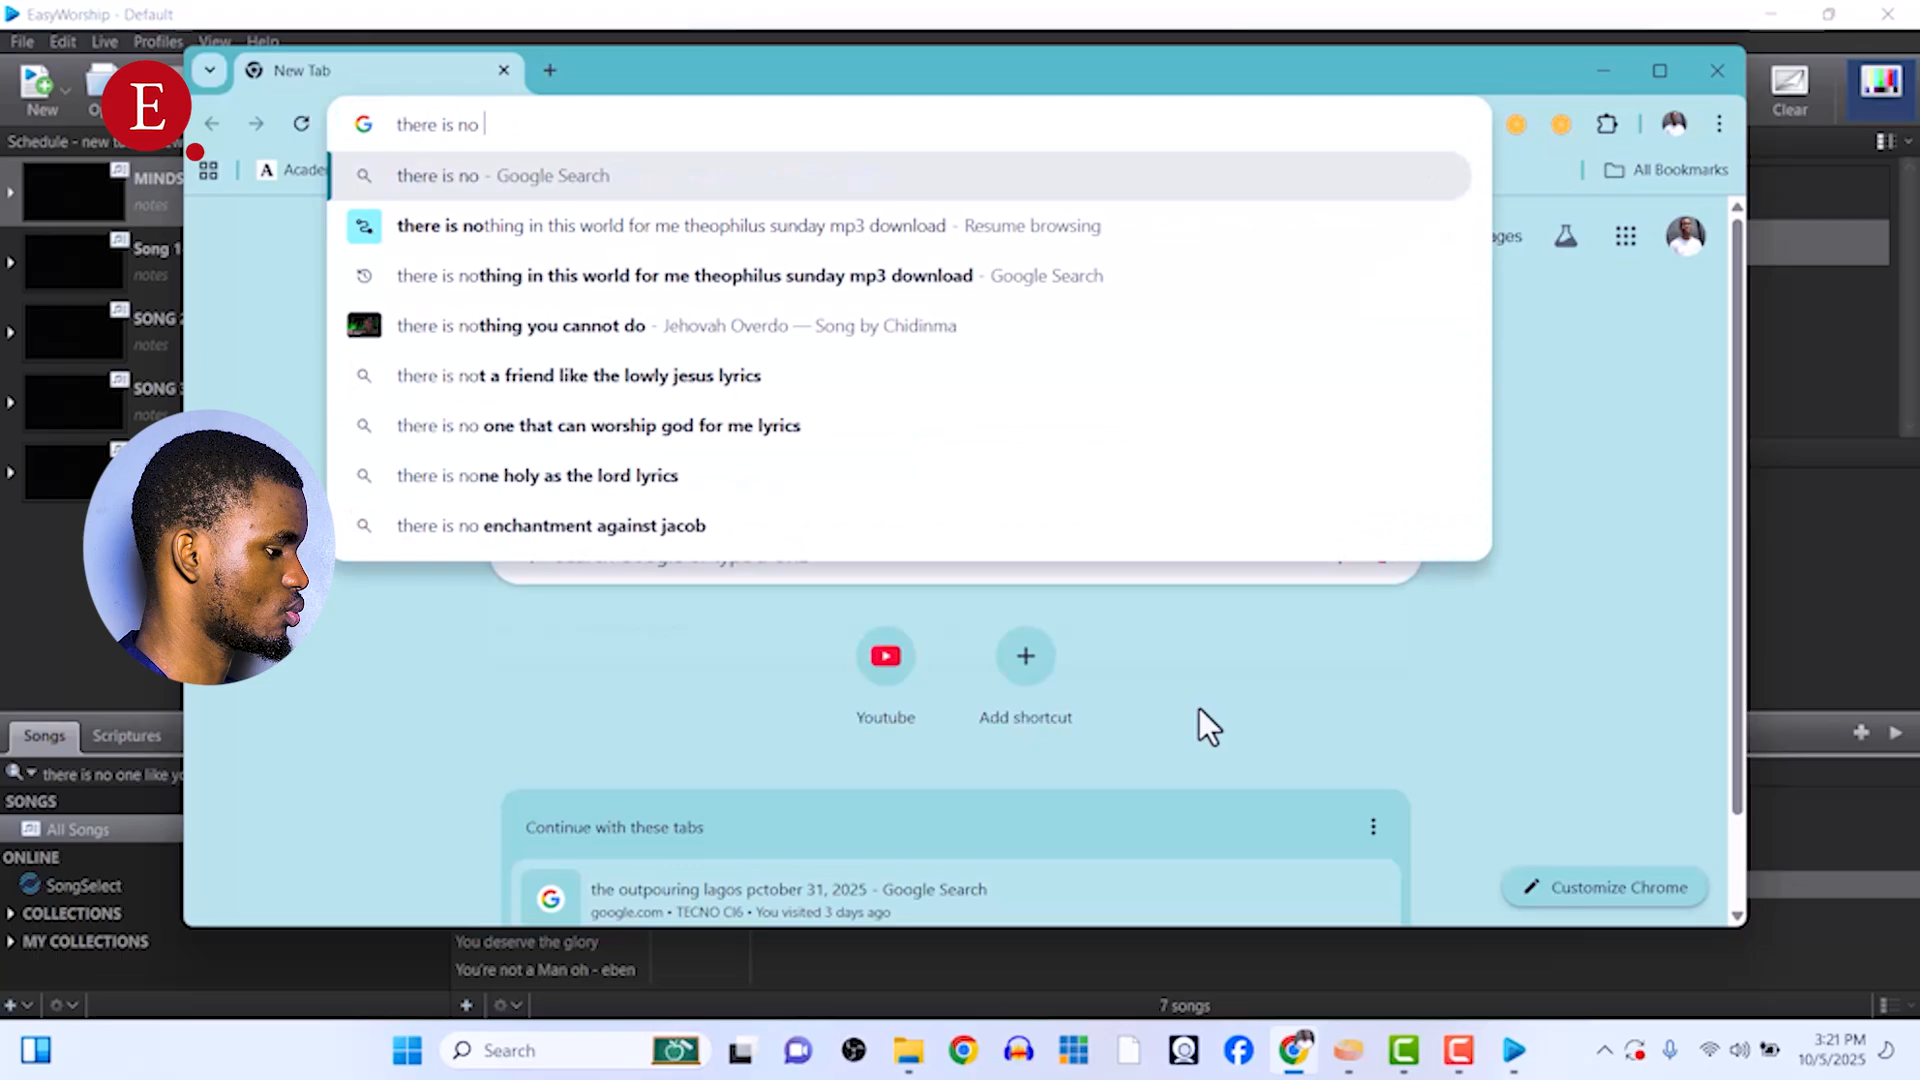 EasyWorship - Default
File Edit Live Profiles View Help
New Tab
New
Clear
E
there is no
Schedule - new
Acade
All Bookmarks
there is no - Google Search
MINDS
notes
there is nothing in this world for me theophilus sunday mp3 download - Resume browsing
ages
Song 1
notes
there is nothing in this world for me theophilus sunday mp3 download - Google Search
SONG 2
notes
there is nothing you cannot do - Jehovah Overdo — Song by Chidinma
there is not a friend like the lowly jesus lyrics
SONG 3
notes
there is no one that can worship god for me lyrics
there is none holy as the lord lyrics
there is no enchantment against jacob
Youtube
Add shortcut
Songs Scriptures
there is no one like yo
SONGS
All Songs
ONLINE
SongSelect
COLLECTIONS
MY COLLECTIONS
Continue with these tabs
the outpouring lagos pctober 31, 2025 - Google Search
google.com • TECNO CI6 • You visited 3 days ago
Customize Chrome
You deserve the glory
You're not a Man oh - eben
7 songs
Search
3:21 PM
10/5/2025